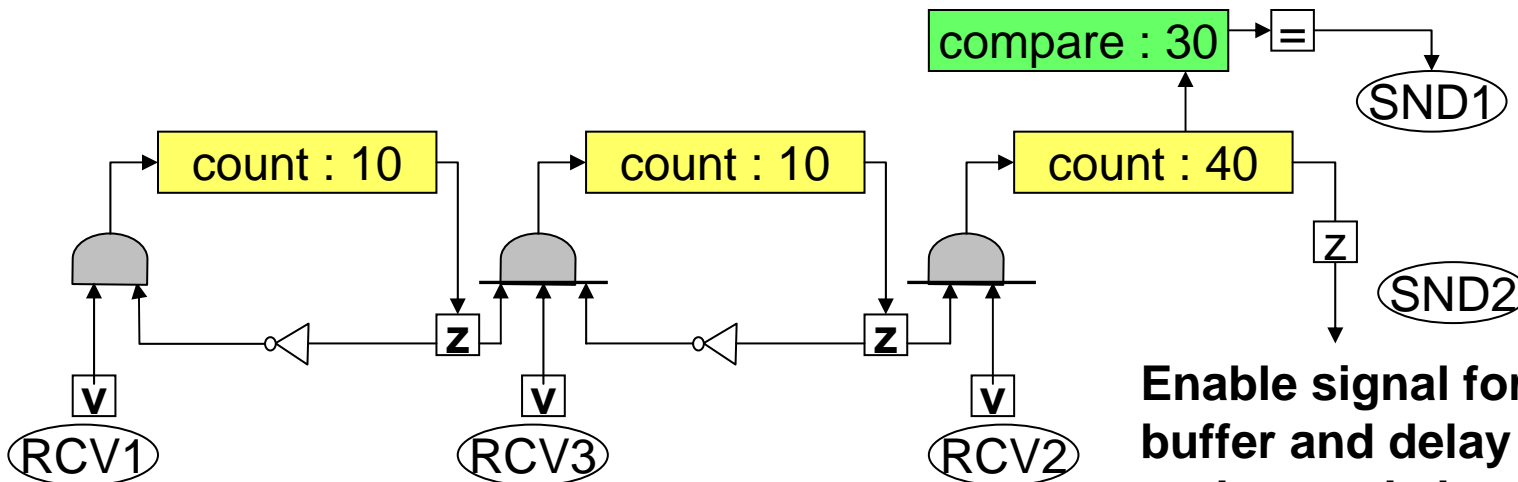 compare : 30
=
SND1
count : 10
count : 10
count : 40
z
SND2
z
z
v
v
v
RCV1
RCV3
RCV2
Enable signal for
buffer and delay